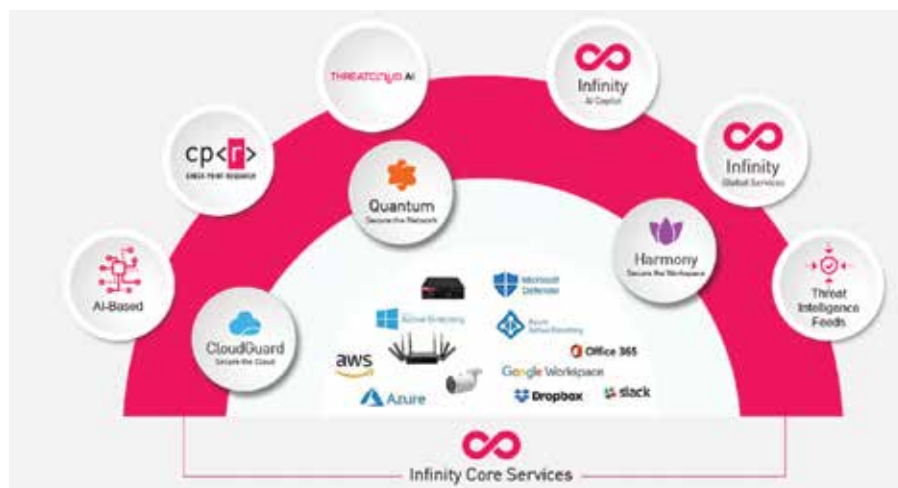 THREATCLOUD AI
Infinity
AI Copilot
cp<r>
CHECK POINT RESEARCH
Infinity
Global Services
Quantum
Secure the Network
Harmony
Secure the Workspace
AI-Based
Threat
Intelligence
Feeds
CloudGuard
Secure the Cloud
Microsoft
Defender
Active Directory
Azure
Active Directory
aws
Office 365
Google Workspace
Azure
Dropbox
slack
Infinity Core Services